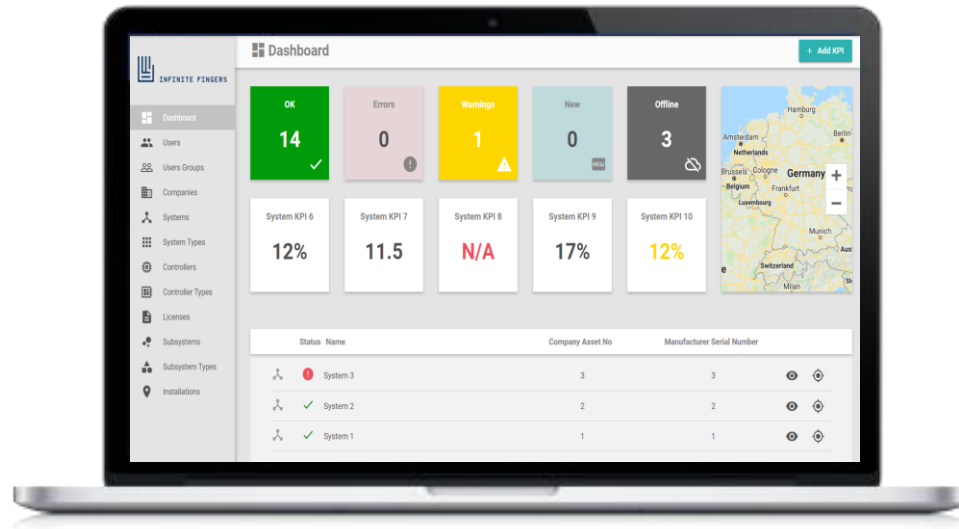 INFINITE FINGERS
Dashboard
+ Add KPI
Dashboard
Users
Users Groups
Companies
Systems
System Types
Controllers
Controller Types
Licenses
Subsystems
Subsystem Types
Installations
OK
14
Errors
0
Warnings
1
New
0
NEW
Offline
3
System KPI 6
12%
System KPI 7
11.5
System KPI 8
N/A
System KPI 9
17%
System KPI 10
12%
Hamburg
Amsterdam
Berlin
Netherlands
Brussels
Cologne
Germany
Belgium
Frankfurt
Luxembourg
Munich
Switzerland
Milan
+
−
Status Name Company Asset No Manufacturer Serial Number
System 3 3 3
System 2 2 2
System 1 1 1